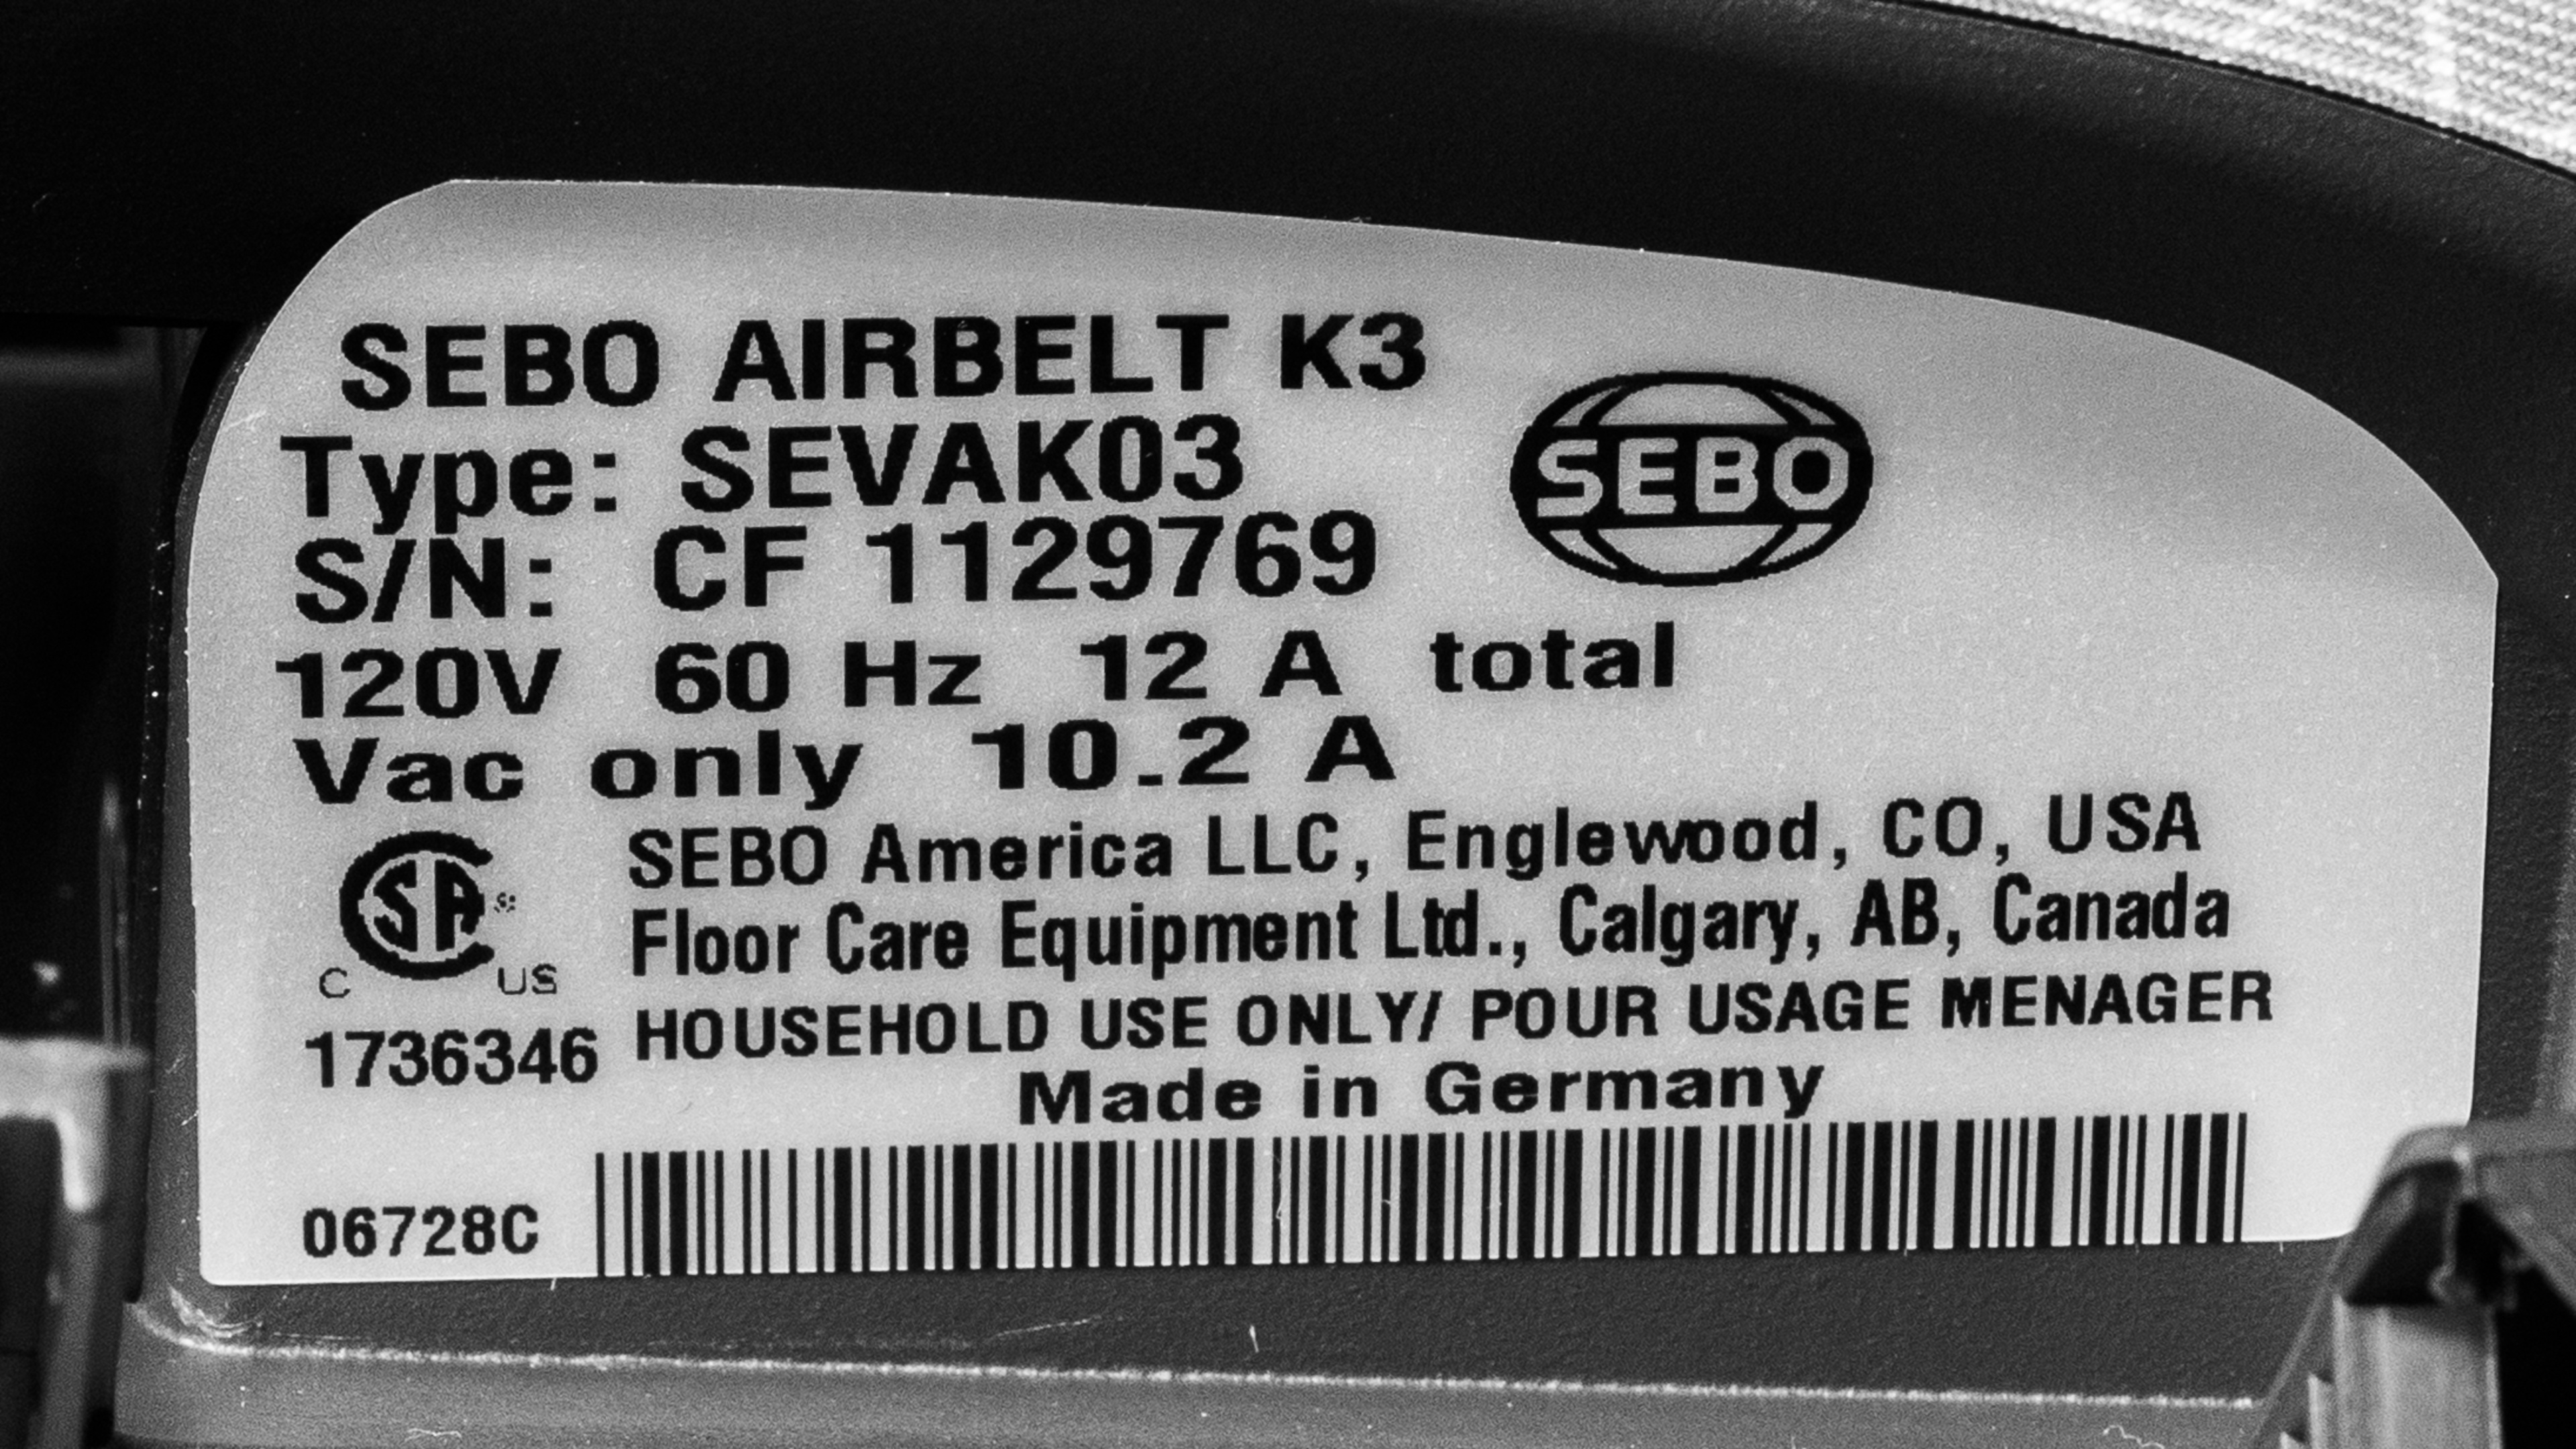 SEBO AIRBELT K3
Type: SEVAK03
SEBO
S/N: CF 1129769
120V 60 Hz 12 A total
Vac only 10.2 A
SEBO America LLC, Englewood, CO, USA
Floor Care Equipment Ltd., Calgary, AB, Canada
CSA
C US
HOUSEHOLD USE ONLY/ POUR USAGE MENAGER
1736346
Made in Germany
06728C